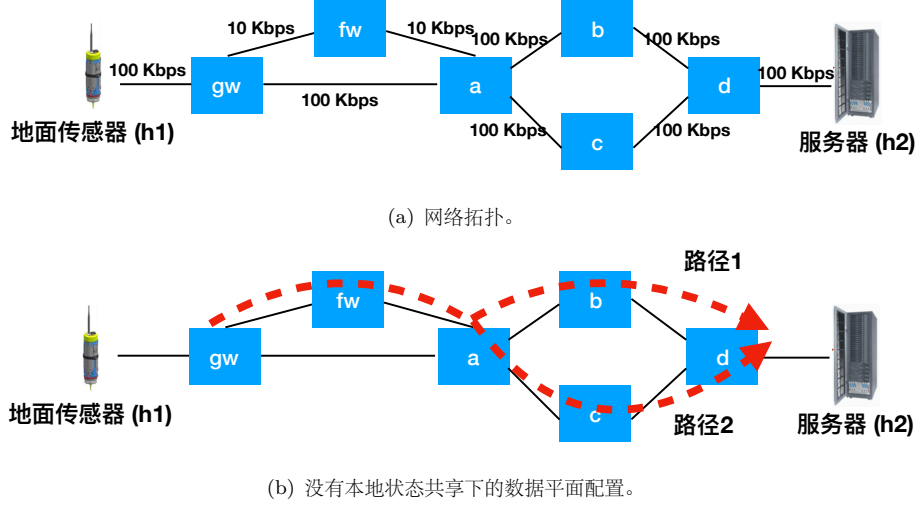 10 Kbps
fw
10 Kbps
100 Kbps
b
100 Kbps
100 Kbps
gw
100 Kbps
a
d
100 Kbps
100 Kbps
c
100 Kbps
地面传感器 (h1)
服务器 (h2)
(a) 网络拓扑。
路径1
fw
b
gw
a
d
地面传感器 (h1)
c
路径2
服务器 (h2)
(b) 没有本地状态共享下的数据平面配置。